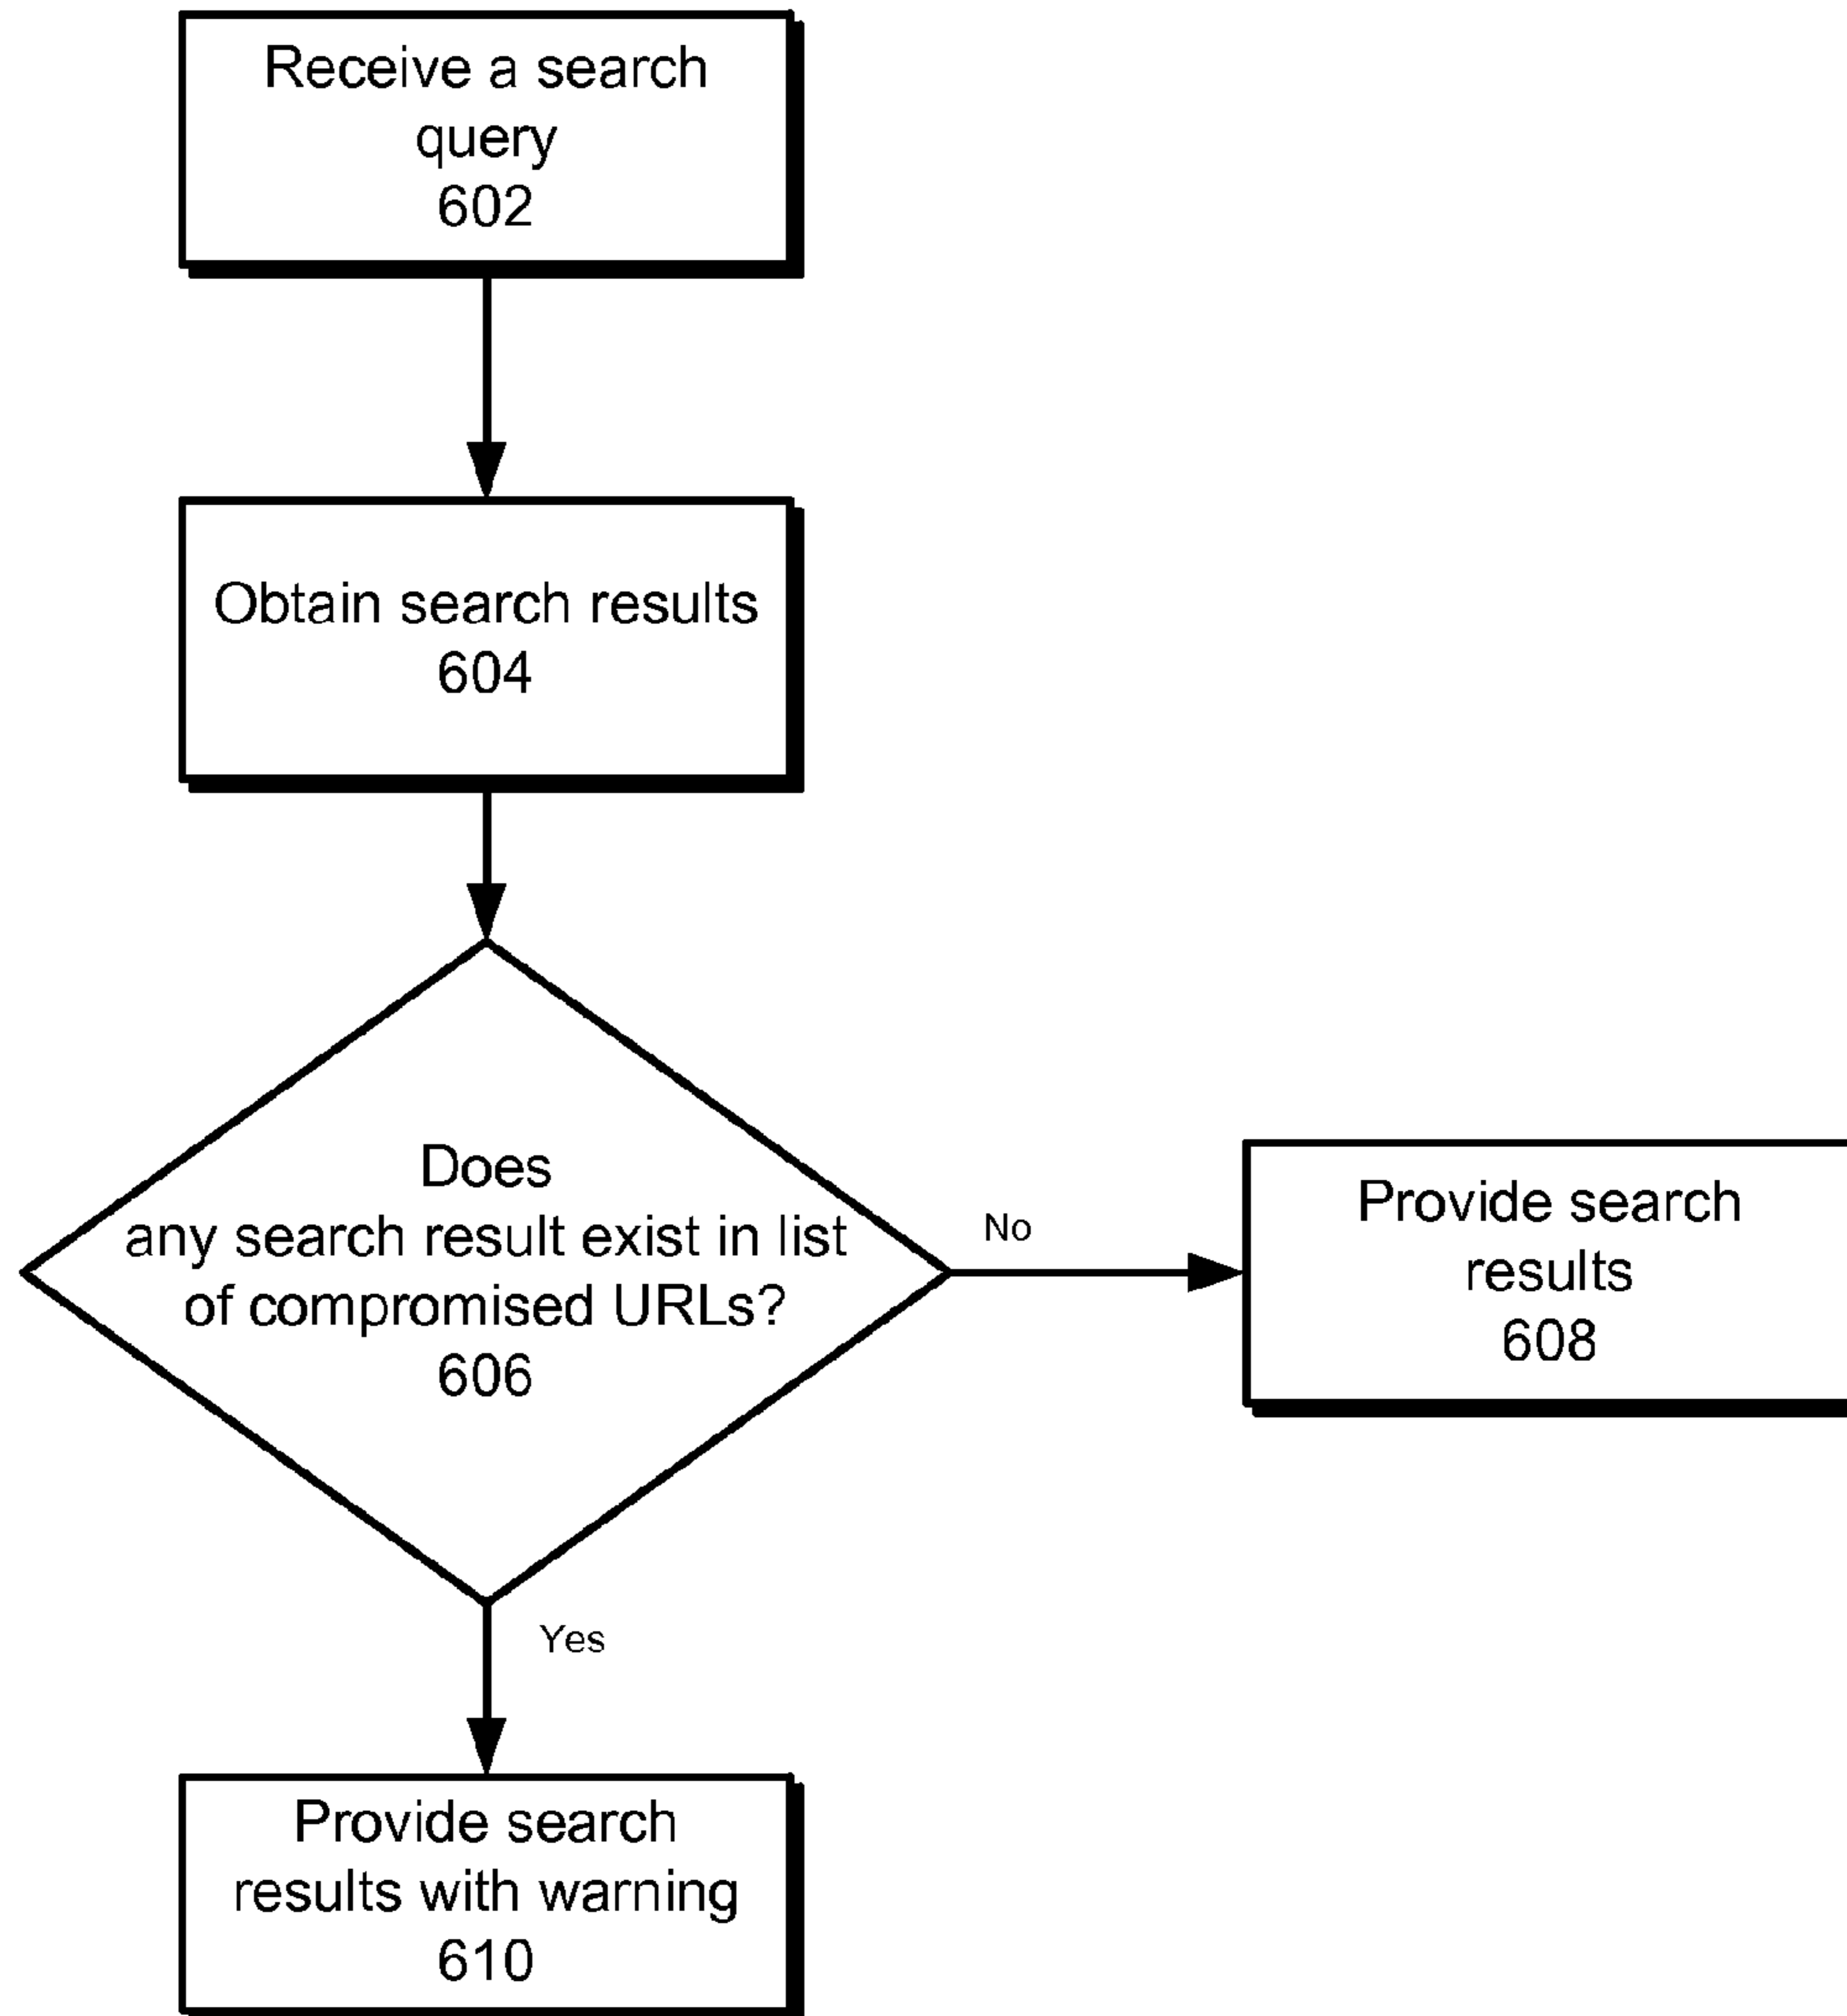 Receive a search
query
602
Obtain search results
604
Does
any search result exist in list
of compromised URLs?
606
No
Provide search
results
608
Yes
Provide search
results with warning
610